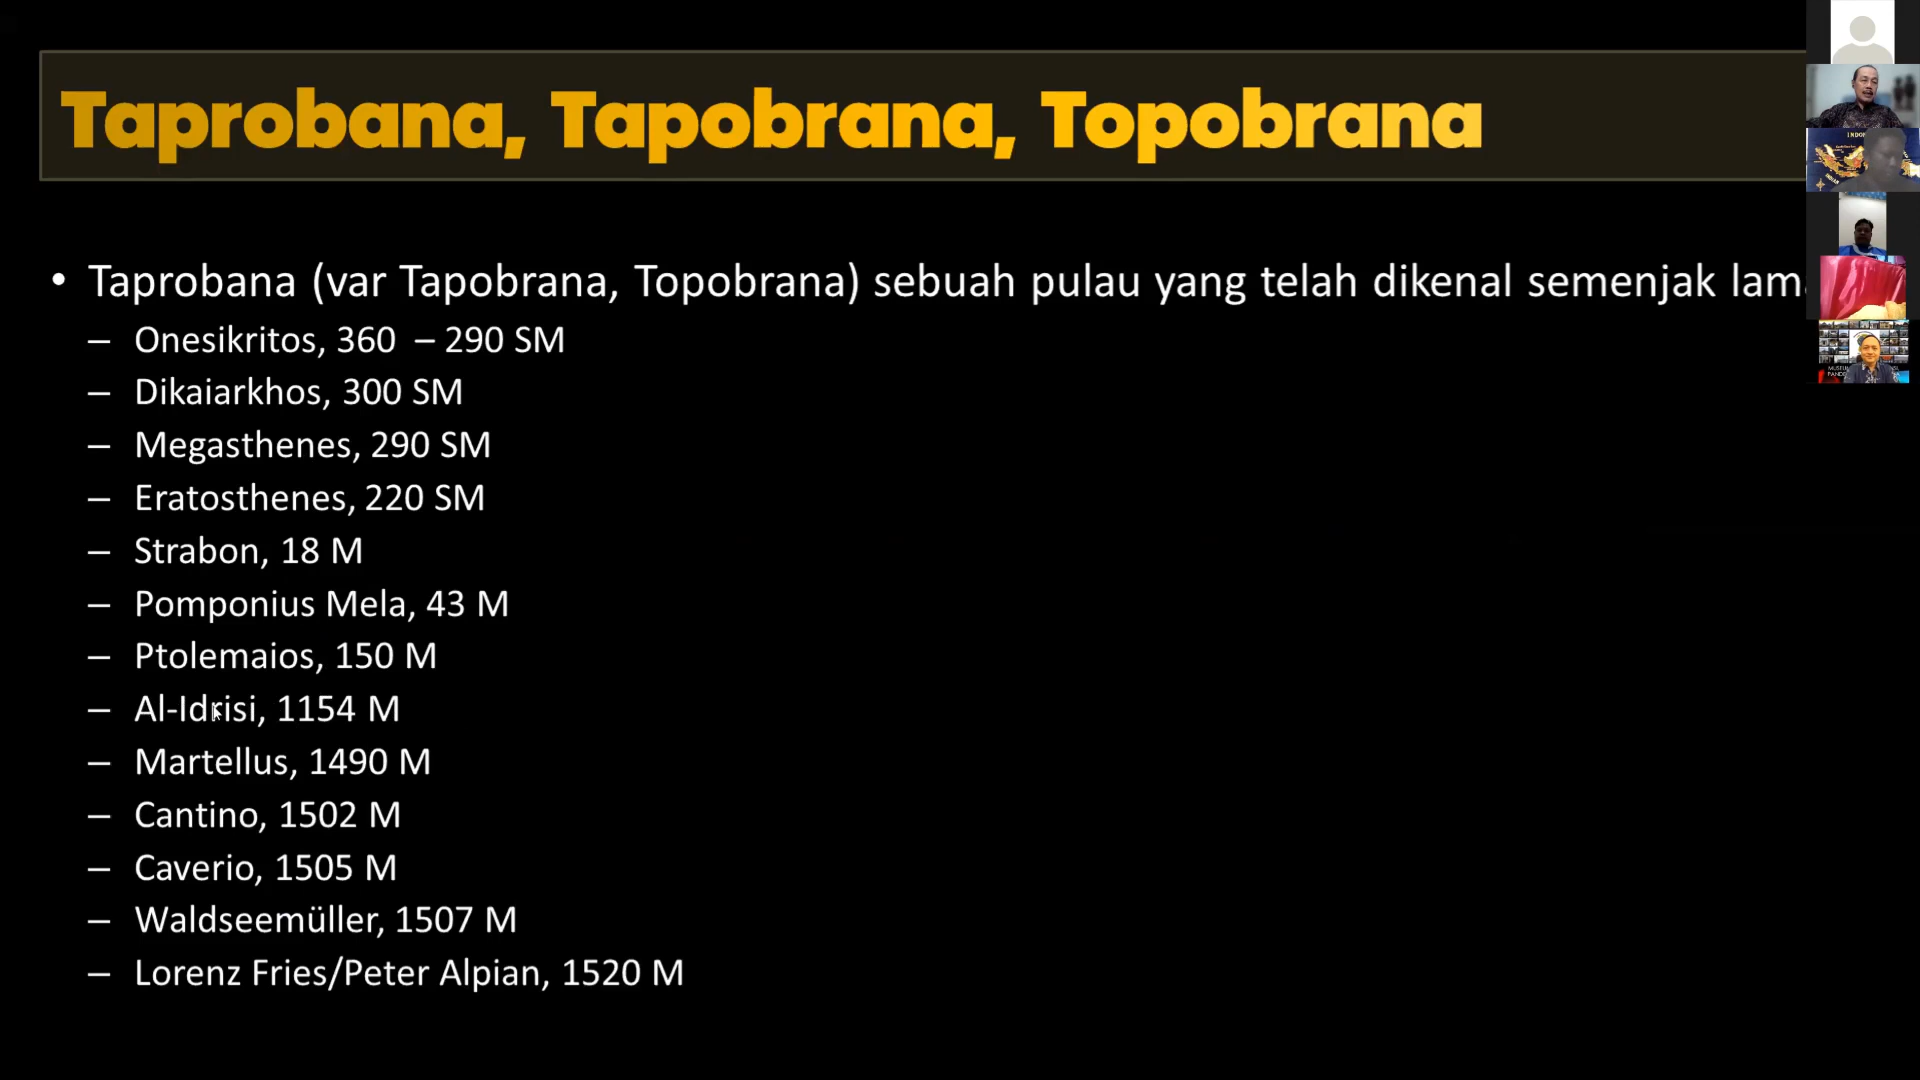 Taprobana, Tapobrana, Topobrana
• Taprobana (var Tapobrana, Topobrana) sebuah pulau yang telah dikenal semenjak
– Onesikritos, 360 – 290 SM
– Dikaiarkhos, 300 SM
– Megasthenes, 290 SM
– Eratosthenes, 220 SM
– Strabon, 18 M
– Pomponius Mela, 43 M
– Ptolemaios, 150 M
– Al-Idrisi, 1154 M
– Martellus, 1490 M
– Cantino, 1502 M
– Caverio, 1505 M
– Waldseemüller, 1507 M
– Lorenz Fries/Peter Alpian, 1520 M